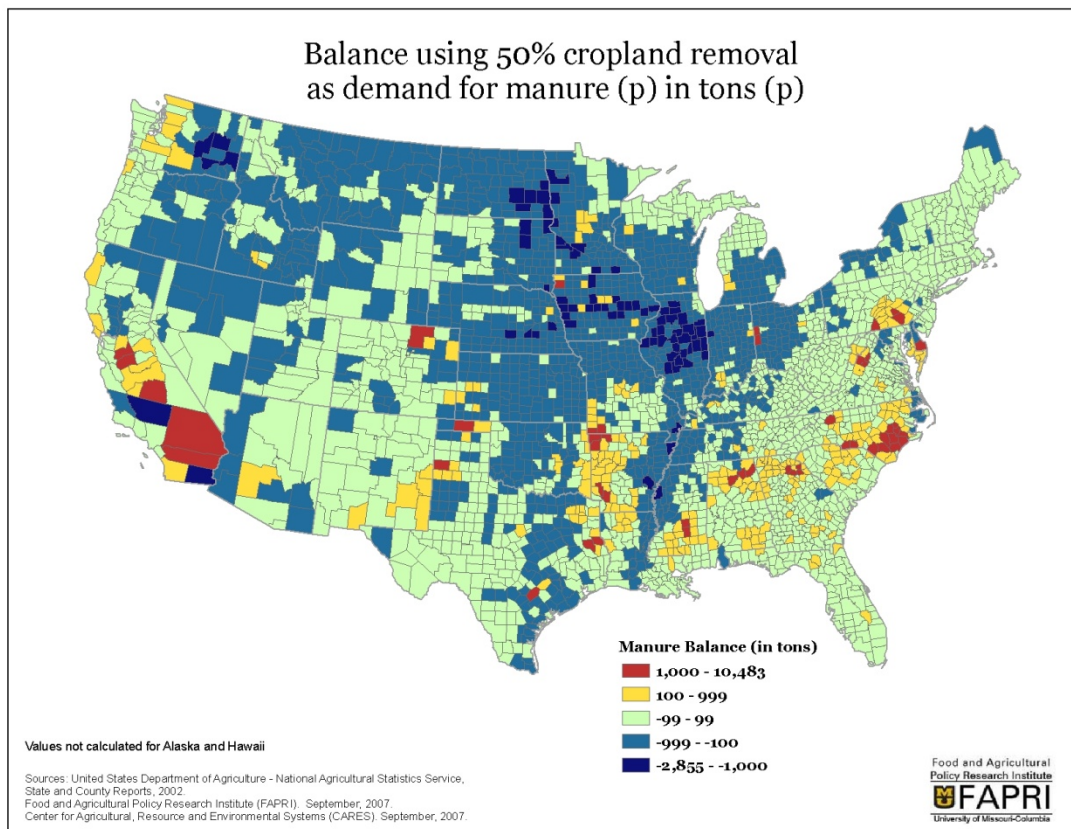 Balance using 50% cropland removal
as demand for manure (p) in tons (p)
Manure Balance (in tons)
1,000 - 10,483
100 - 999
-99 - 99
-999 - -100
-2,855 - -1,000
Values not calculated for Alaska and Hawaii
Sources: United States Department of Agriculture - National Agricultural Statistics Service,
State and County Reports, 2002.
Food and Agricultural Policy Research Institute (FAPRI). September, 2007.
Center for Agricultural, Resource and Environmental Systems (CARES). September, 2007.
Food and Agricultural
Policy Research Institute
MU FAPRI
University of Missouri-Columbia